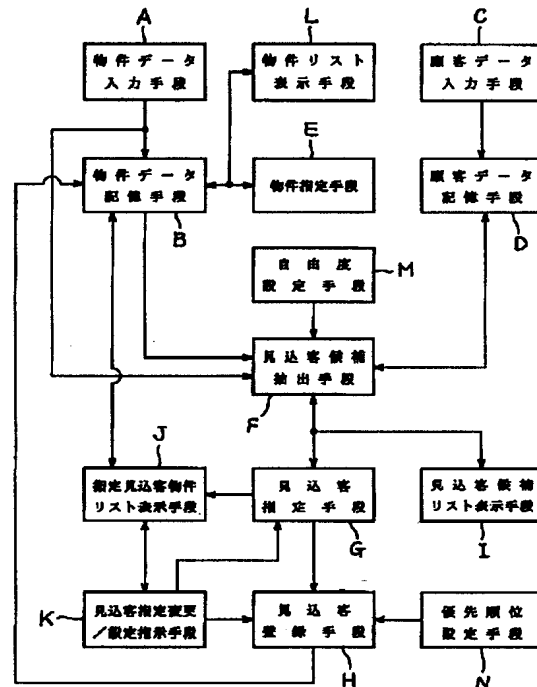 A
L
C
物件データ
入力手段
物件リスト
表示手段
顧客データ
入力手段
E
物件データ
記憶手段
物件指定手段
顧客データ
記憶手段
B
D
自由度
設定手段
M
見込客候補
抽出手段
F
J
指定見込客物件
リスト表示手段
見込客
指定手段
見込客候補
リスト表示手段
G
I
K
見込客指定変更
/設定指示手段
見込客
登録手段
優先順位
設定手段
H
N